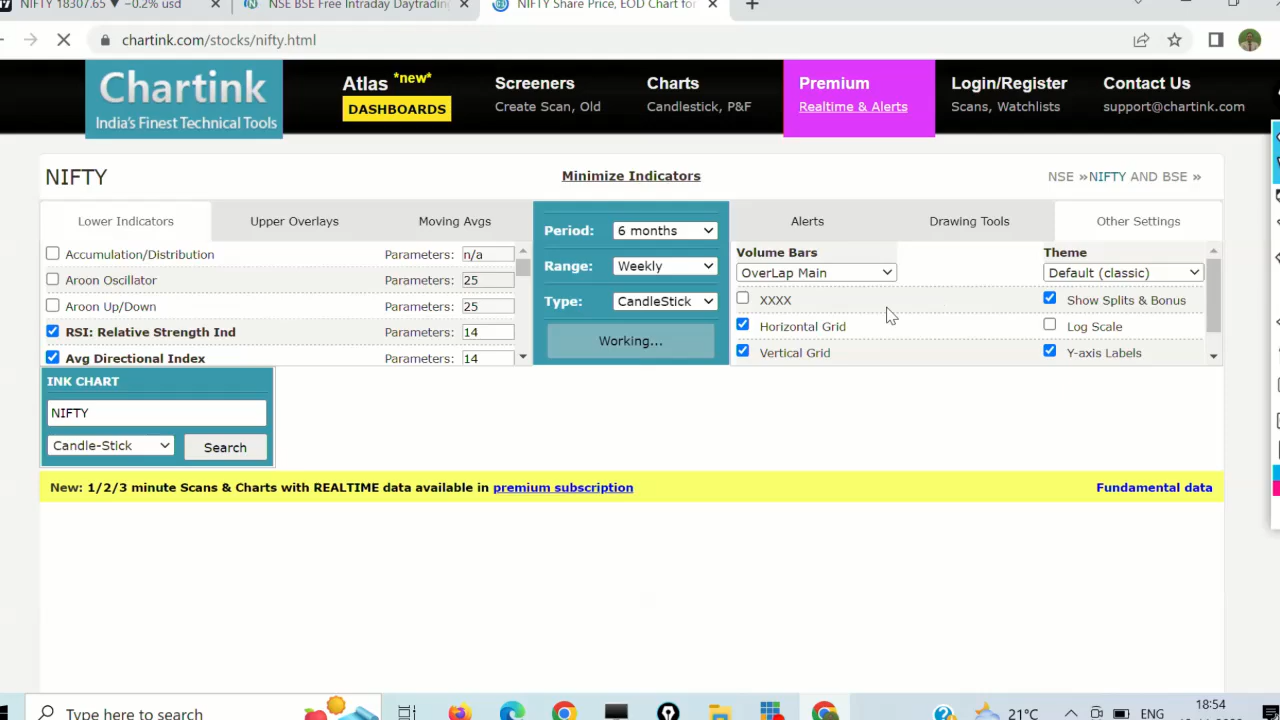 NIFTY 18307.65 ▼ −0.2% usd
NSE BSE Free Intraday Daytrading
NIFTY Share Price, EOD Chart for
chartink.com/stocks/nifty.html
Chartink
India's Finest Technical Tools
Atlas *new*
DASHBOARDS
Screeners
Create Scan, Old
Charts
Candlestick, P&F
Premium
Realtime & Alerts
Login/Register
Scans, Watchlists
Contact Us
support@chartink.com
NIFTY
Minimize Indicators
NSE »NIFTY AND BSE »
Lower Indicators
Upper Overlays
Moving Avgs
Accumulation/Distribution Parameters: n/a
Aroon Oscillator Parameters: 25
Aroon Up/Down Parameters: 25
RSI: Relative Strength Ind Parameters: 14
Avg Directional Index Parameters: 14
Period: 6 months
Range: Weekly
Type: CandleStick
Working...
Alerts
Drawing Tools
Other Settings
Volume Bars
OverLap Main
XXXX
Horizontal Grid
Vertical Grid
Theme
Default (classic)
Show Splits & Bonus
Log Scale
Y-axis Labels
INK CHART
NIFTY
Candle-Stick
Search
New: 1/2/3 minute Scans & Charts with REALTIME data available in premium subscription
Fundamental data
Type here to search
21°C
ENG
18:54